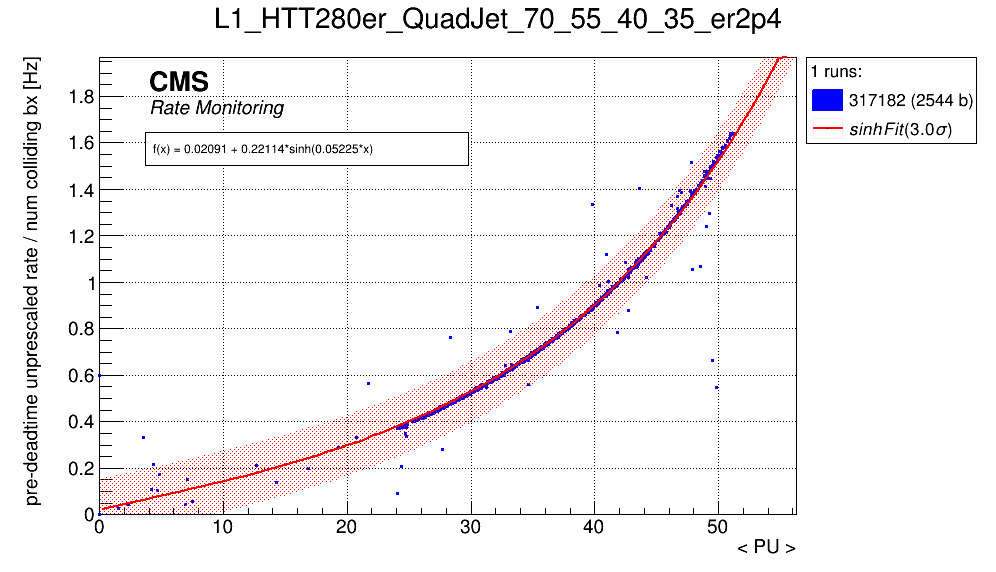 L1_HTT280er_QuadJet_70_55_40_35_er2p4
pre-deadtime unprescaled rate / num colliding bx [Hz]
CMS
Rate Monitoring
f(x) = 0.02091 + 0.22114*sinh(0.05225*x)
1 runs:
317182 (2544 b)
sinhFit(3.0σ)
1.8
1.6
1.4
1.2
1
0.8
0.6
0.4
0.2
0
0 10 20 30 40 50
< PU >